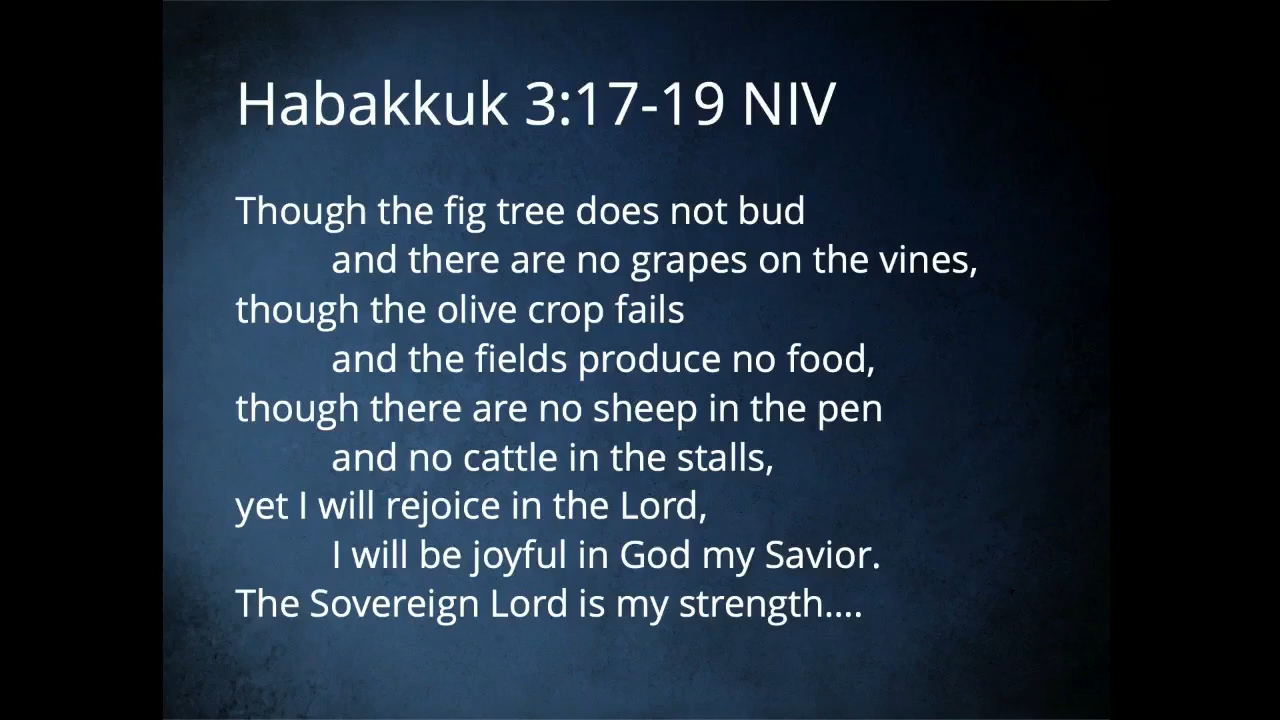 Habakkuk 3:17-19 NIV
Though the fig tree does not bud
and there are no grapes on the vines,
though the olive crop fails
and the fields produce no food,
though there are no sheep in the pen
and no cattle in the stalls,
yet I will rejoice in the Lord,
I will be joyful in God my Savior.
The Sovereign Lord is my strength....